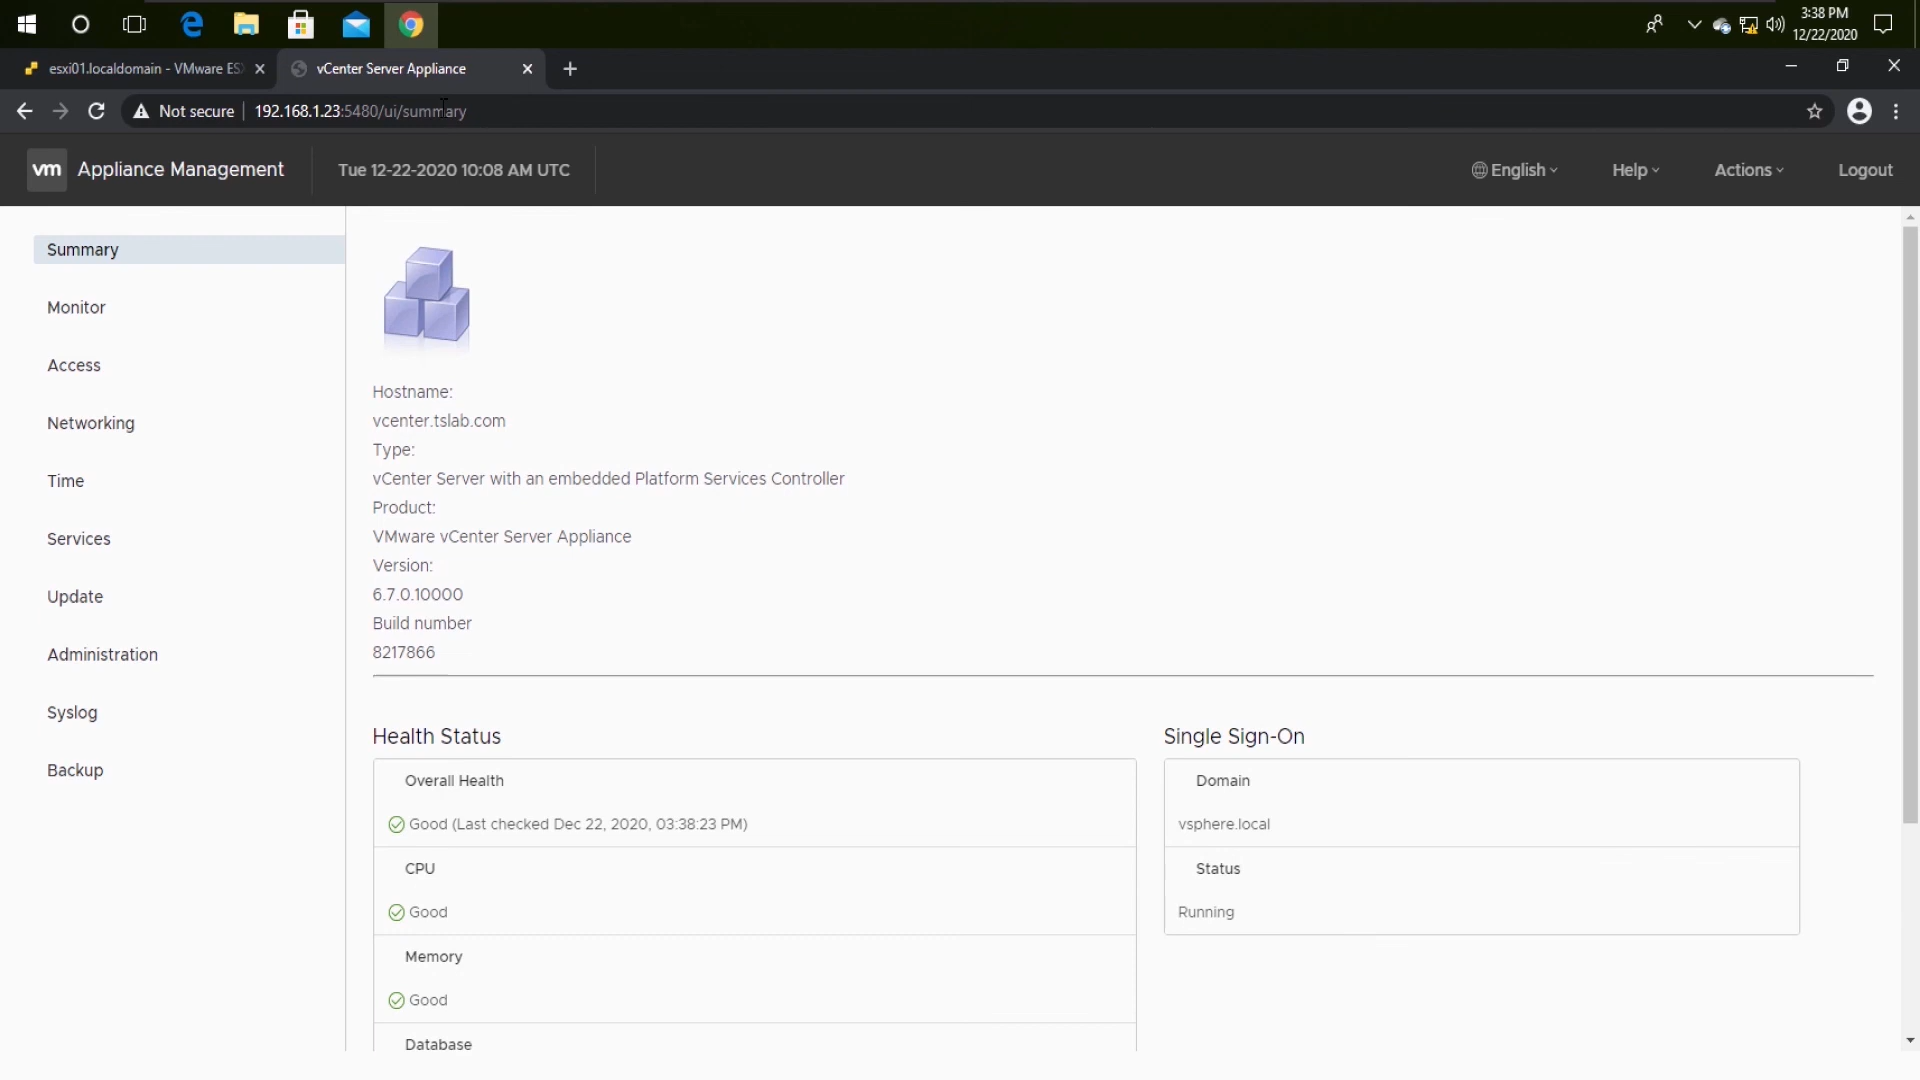 3:38 PM
12/22/2020
esxi01.localdomain - VMware ES
vCenter Server Appliance
Not secure
192.168.1.23:5480/ui/summary
vm
Appliance Management
Tue 12-22-2020 10:08 AM UTC
English
Help
Actions
Logout
Summary
Monitor
Access
Networking
Time
Services
Update
Administration
Syslog
Backup
Hostname:
vcenter.tslab.com
Type:
vCenter Server with an embedded Platform Services Controller
Product:
VMware vCenter Server Appliance
Version:
6.7.0.10000
Build number
8217866
Health Status
Overall Health
Good (Last checked Dec 22, 2020, 03:38:23 PM)
CPU
Good
Memory
Good
Database
Single Sign-On
Domain
vsphere.local
Status
Running